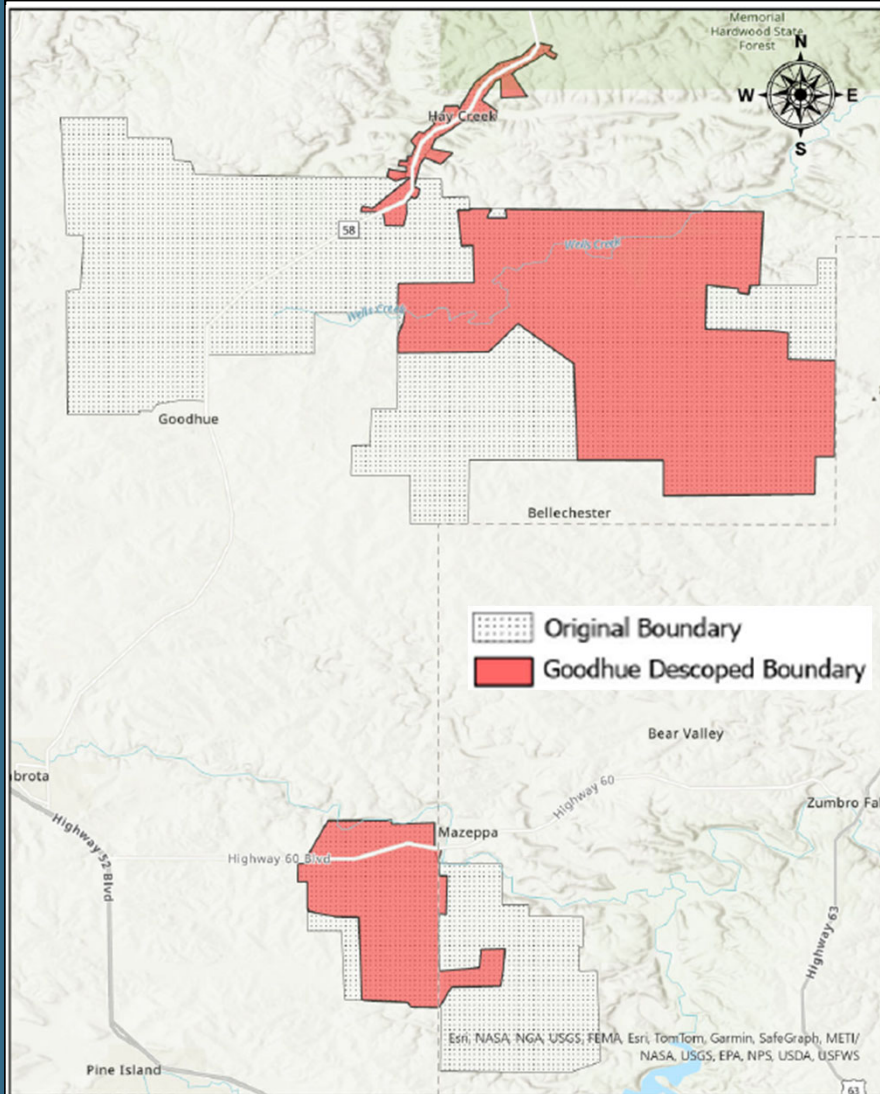 Memorial
Hardwood State
Forest
N
W
E
S
Hay Creek
58
Wells Creek
Wells Creek
Goodhue
Bellechester
Original Boundary
Goodhue Descoped Boundary
Bear Valley
Highway 60
brota
Zumbro Fal
Mazeppa
Highway 52 Blvd
Highway 60 Blvd
Highway 63
Esri, NASA, NGA, USGS, FEMA, Esri, TomTom, Garmin, SafeGraph, METI/
NASA, USGS, EPA, NPS, USDA, USFWS
Pine Island
63